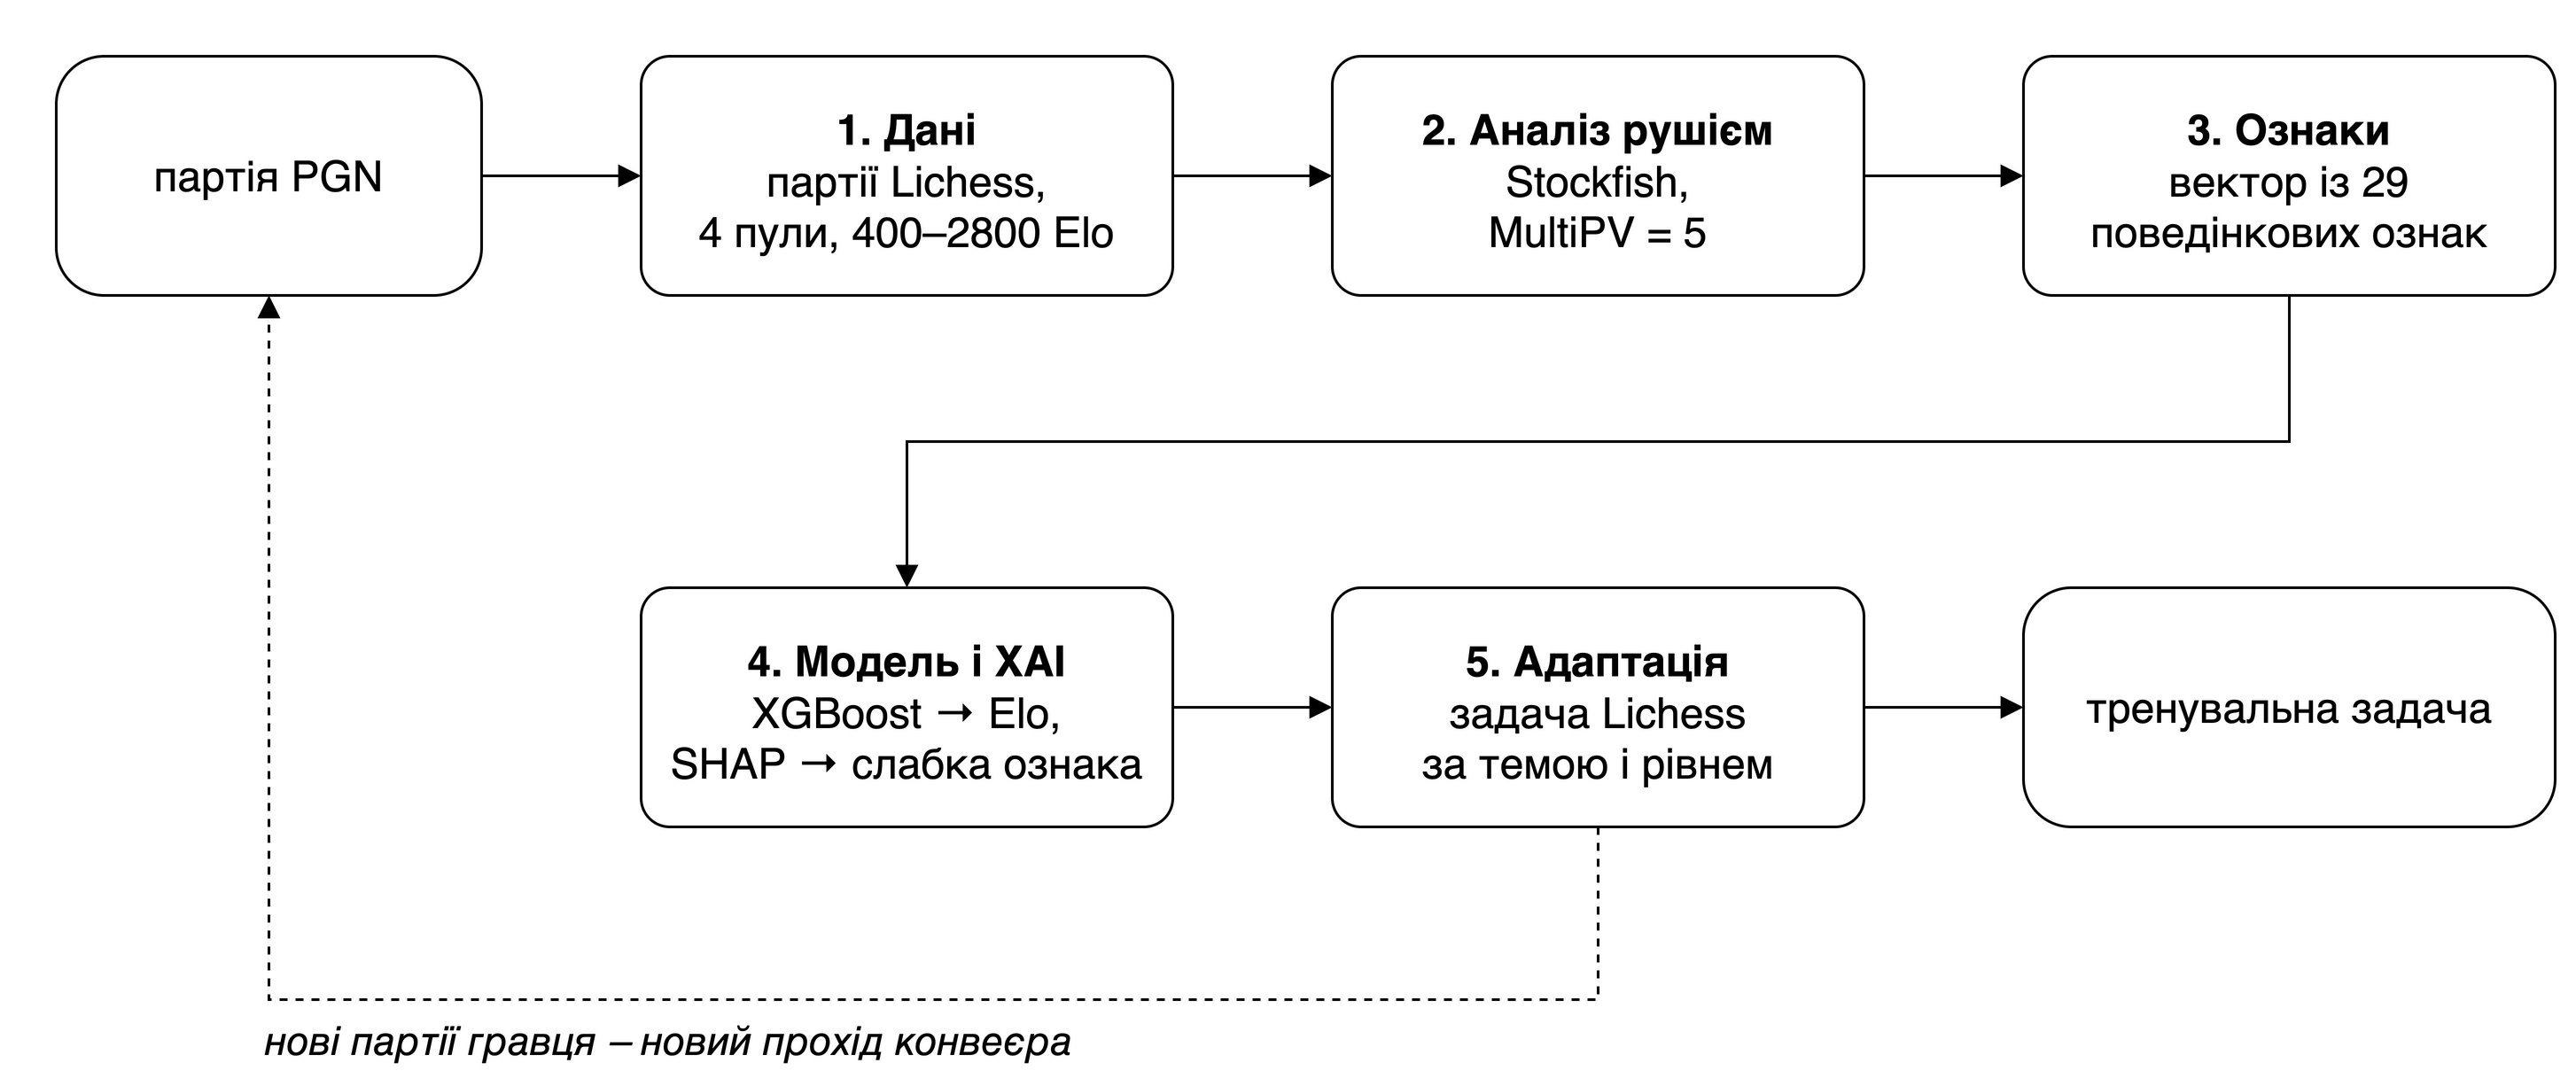 партія PGN
1. Дані
партії Lichess,
4 пули, 400–2800 Elo
2. Аналіз рушієм
Stockfish,
MultiPV = 5
3. Ознаки
вектор із 29
поведінкових ознак
4. Модель і XAI
XGBoost → Elo,
SHAP → слабка ознака
5. Адаптація
задача Lichess
за темою і рівнем
тренувальна задача
нові партії гравця – новий прохід конвеєра